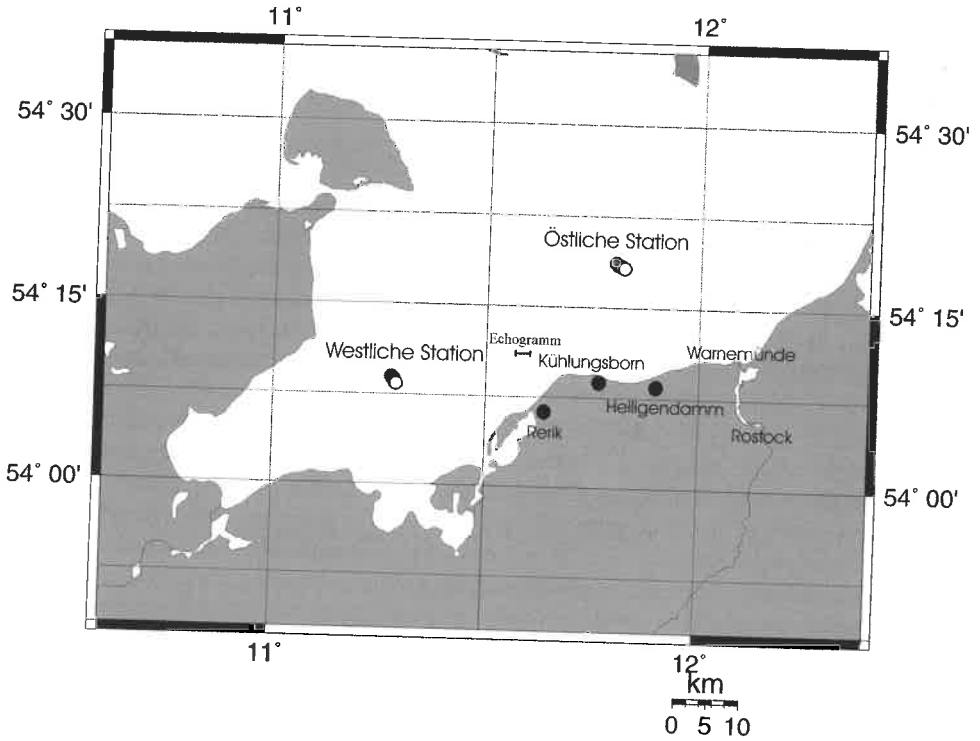 11°
12°
54° 30'
54° 30'
Östliche Station
54° 15'
54° 15'
Echogramm
Westliche Station
Kühlungsborn
Warnemünde
Heiligendamm
Rerik
Rostock
54° 00'
54° 00'
11°
12°
km
0 5 10